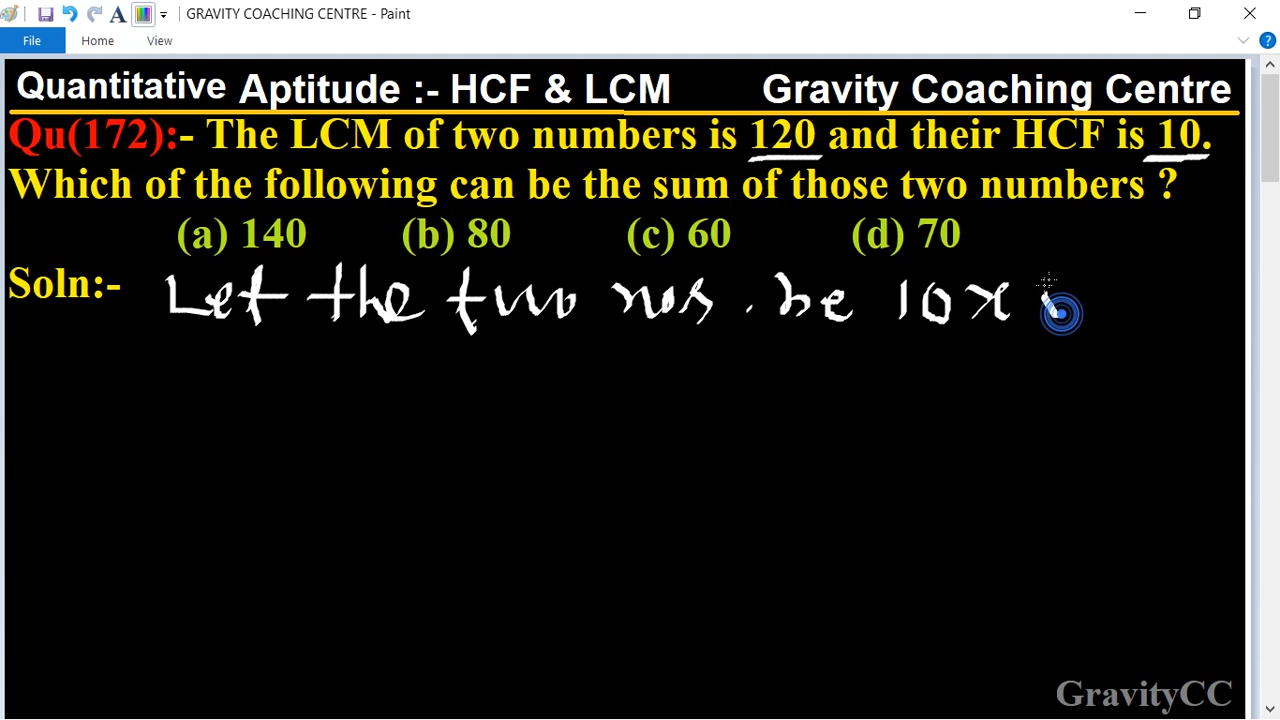 GRAVITY COACHING CENTRE - Paint
File Home View
Quantitative Aptitude :- HCF & LCM Gravity Coaching Centre
Qu(172):- The LCM of two numbers is 120 and their HCF is 10.
Which of the following can be the sum of those two numbers ?
(a) 140 (b) 80 (c) 60 (d) 70
Soln:- Let the two nos. be 10x
GravityCC